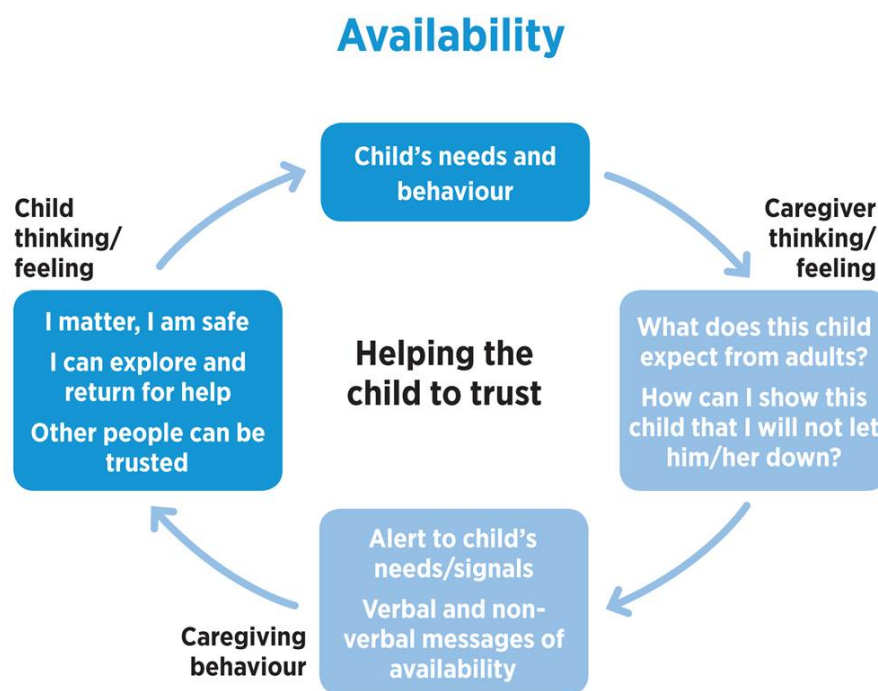 Availability
Child's needs and
behaviour
Child
thinking/
feeling
Caregiver
thinking/
feeling
I matter, I am safe
I can explore and
return for help
Other people can be
trusted
Helping the
child to trust
What does this child
expect from adults?
How can I show this
child that I will not let
him/her down?
Alert to child's
needs/signals
Verbal and non-
verbal messages of
availability
Caregiving
behaviour